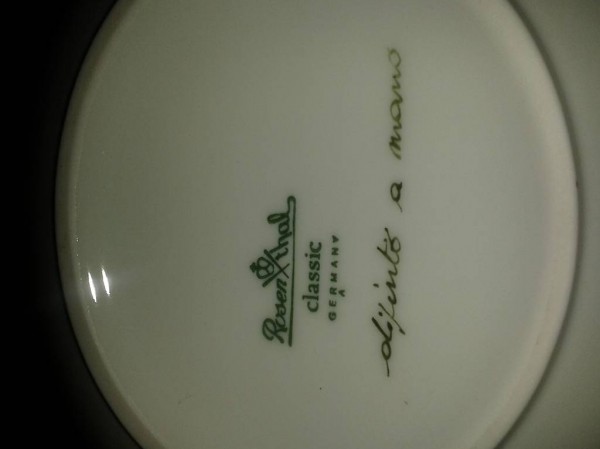 Rosenthal
classic
GERMANY
A
dipinto a mano